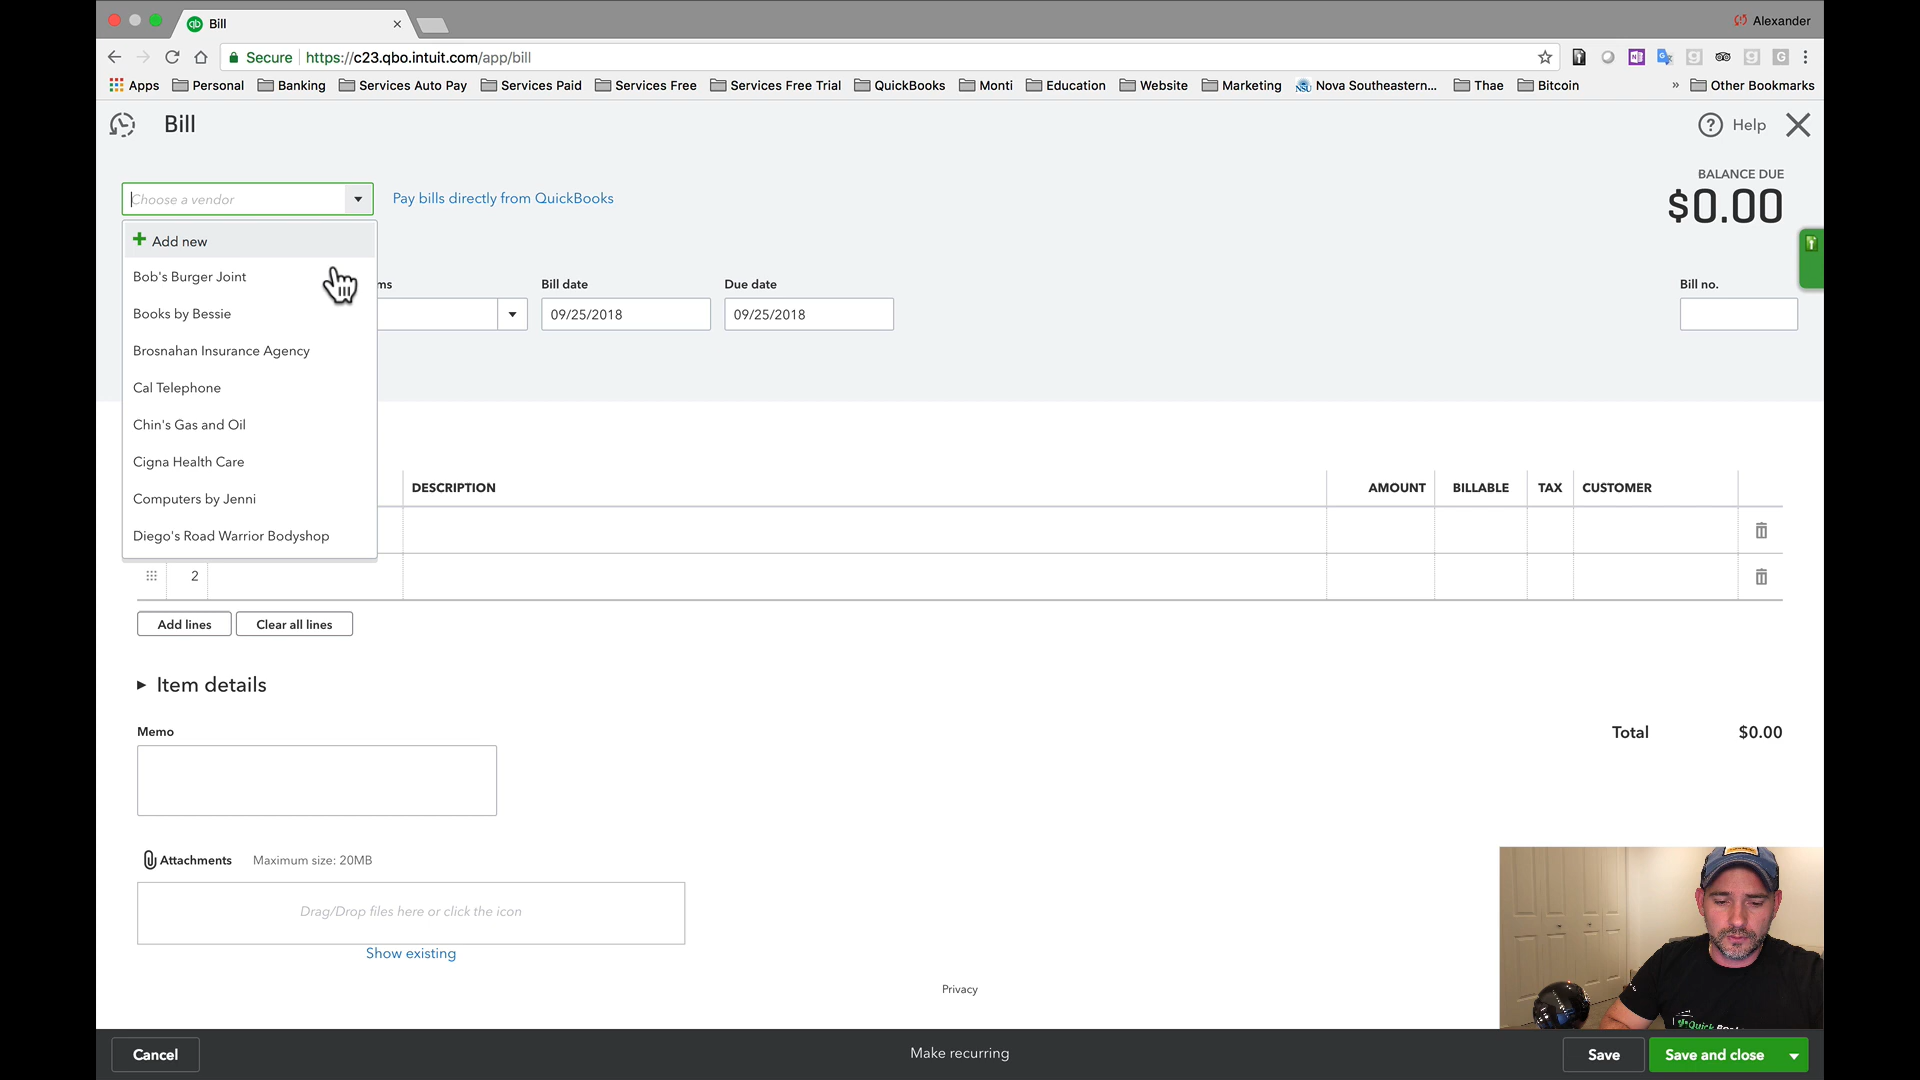 Bill
Alexander
Secure https://c23.qbo.intuit.com/app/bill
Apps Personal Banking Services Auto Pay Services Paid Services Free Services Free Trial QuickBooks Monti Education Website Marketing Nova Southeastern... Thae Bitcoin » Other Bookmarks
Bill
? Help
BALANCE DUE
$0.00
Choose a vendor
Pay bills directly from QuickBooks
+ Add new
Bob's Burger Joint
Books by Bessie
Brosnahan Insurance Agency
Cal Telephone
Chin's Gas and Oil
Cigna Health Care
Computers by Jenni
Diego's Road Warrior Bodyshop
ms
Bill date
Due date
Bill no.
09/25/2018
09/25/2018
DESCRIPTION AMOUNT BILLABLE TAX CUSTOMER
2
Add lines Clear all lines
Item details
Memo
Total $0.00
Attachments Maximum size: 20MB
Drag/Drop files here or click the icon
Show existing
Privacy
Cancel Make recurring Save Save and close